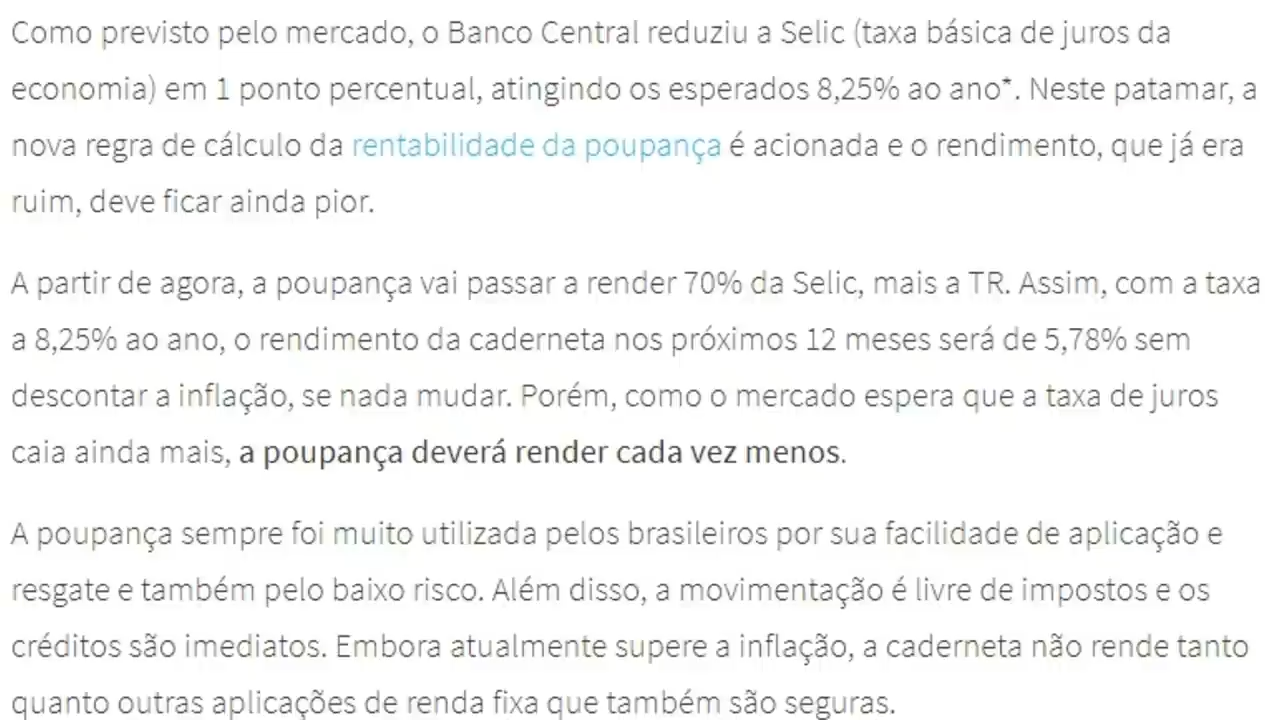 Como previsto pelo mercado, o Banco Central reduziu a Selic (taxa básica de juros da
economia) em 1 ponto percentual, atingindo os esperados 8,25% ao ano*. Neste patamar, a
nova regra de cálculo da rentabilidade da poupança é acionada e o rendimento, que já era
ruim, deve ficar ainda pior.
A partir de agora, a poupança vai passar a render 70% da Selic, mais a TR. Assim, com a taxa
a 8,25% ao ano, o rendimento da caderneta nos próximos 12 meses será de 5,78% sem
descontar a inflação, se nada mudar. Porém, como o mercado espera que a taxa de juros
caia ainda mais, a poupança deverá render cada vez menos.
A poupança sempre foi muito utilizada pelos brasileiros por sua facilidade de aplicação e
resgate e também pelo baixo risco. Além disso, a movimentação é livre de impostos e os
créditos são imediatos. Embora atualmente supere a inflação, a caderneta não rende tanto
quanto outras aplicações de renda fixa que também são seguras.